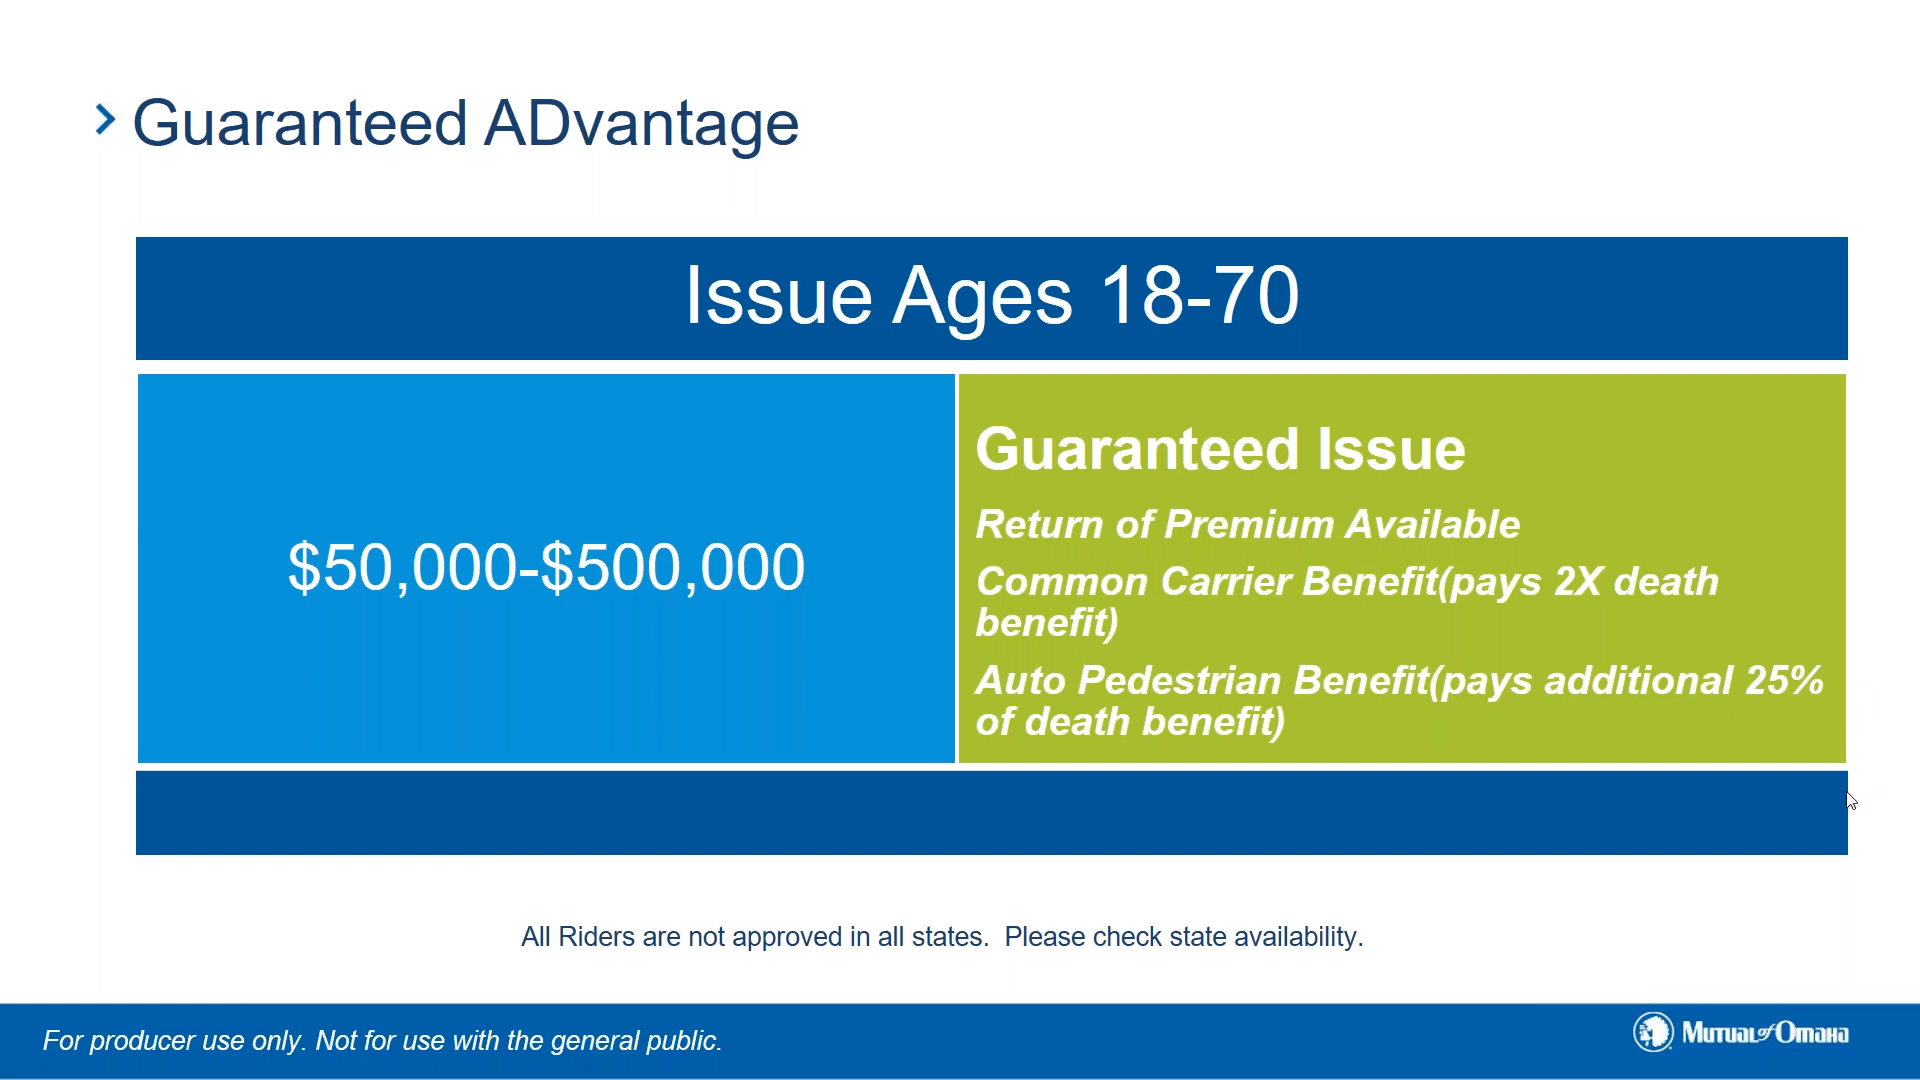 Guaranteed ADvantage
Issue Ages 18-70
$50,000-$500,000
Guaranteed Issue
Return of Premium Available
Common Carrier Benefit(pays 2X death
benefit)
Auto Pedestrian Benefit(pays additional 25%
of death benefit)
All Riders are not approved in all states.  Please check state availability.
For producer use only. Not for use with the general public.
Mutual of Omaha